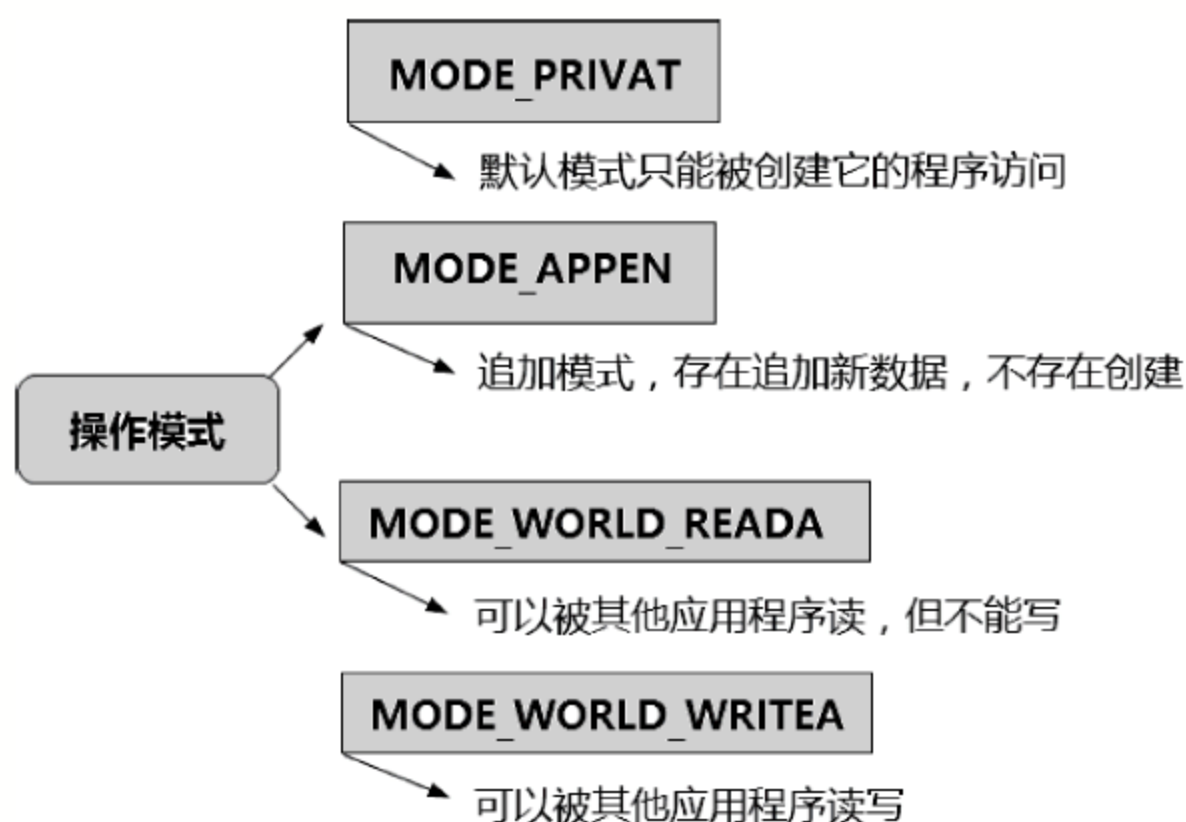 MODE_PRIVAT
默认模式只能被创建它的程序访问
MODE_APPEN
追加模式，存在追加新数据，不存在创建
操作模式
MODE_WORLD_READA
可以被其他应用程序读，但不能写
MODE_WORLD_WRITEA
可以被其他应用程序读写